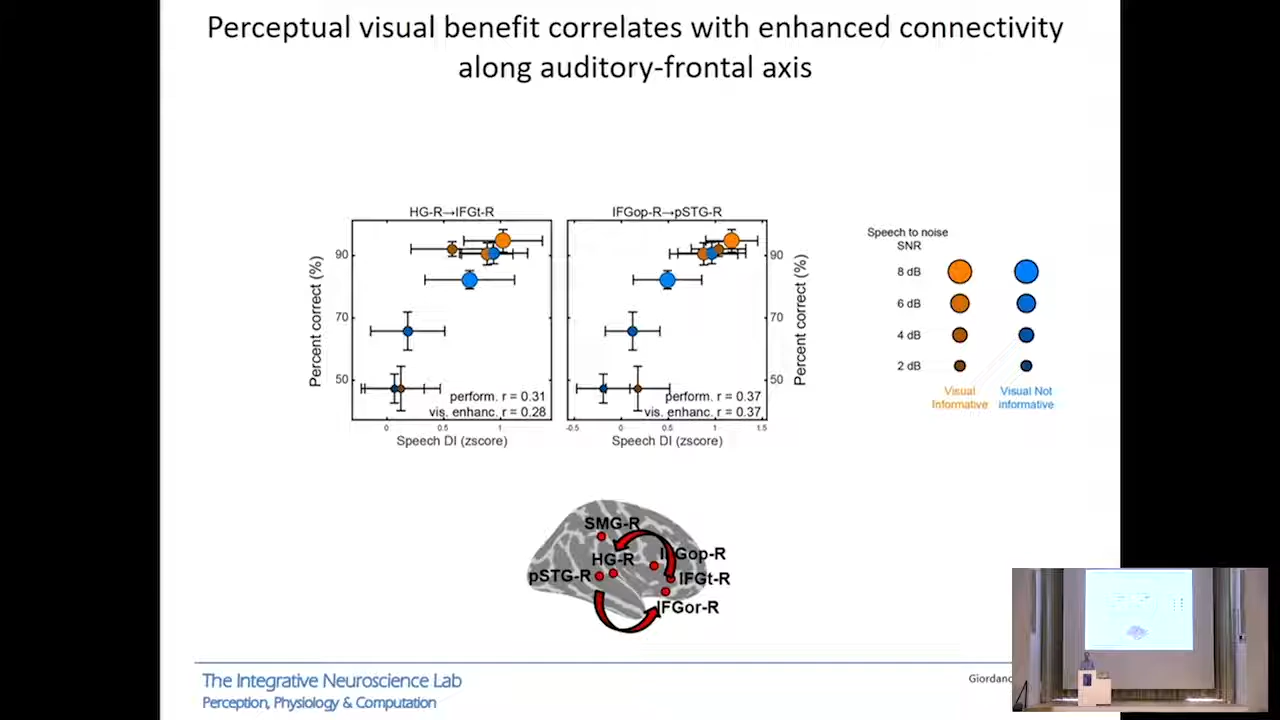 Perceptual visual benefit correlates with enhanced connectivity
along auditory-frontal axis
HG-R→IFGt-R
IFGop-R→pSTG-R
Percent correct (%)
90
70
50
perform. r = 0.31
vis. enhanc. r = 0.28
0
0.5
1
Speech DI (zscore)
perform. r = 0.37
vis. enhanc. r = 0.37
-0.5
0
0.5
1
1.5
Speech DI (zscore)
90
70
50
Percent correct (%)
Speech to noise
SNR
8 dB
6 dB
4 dB
2 dB
Visual
Informative
Visual Not
informative
SMG-R
HG-R
pSTG-R
IFGop-R
IFGt-R
IFGor-R
The Integrative Neuroscience Lab
Perception, Physiology & Computation